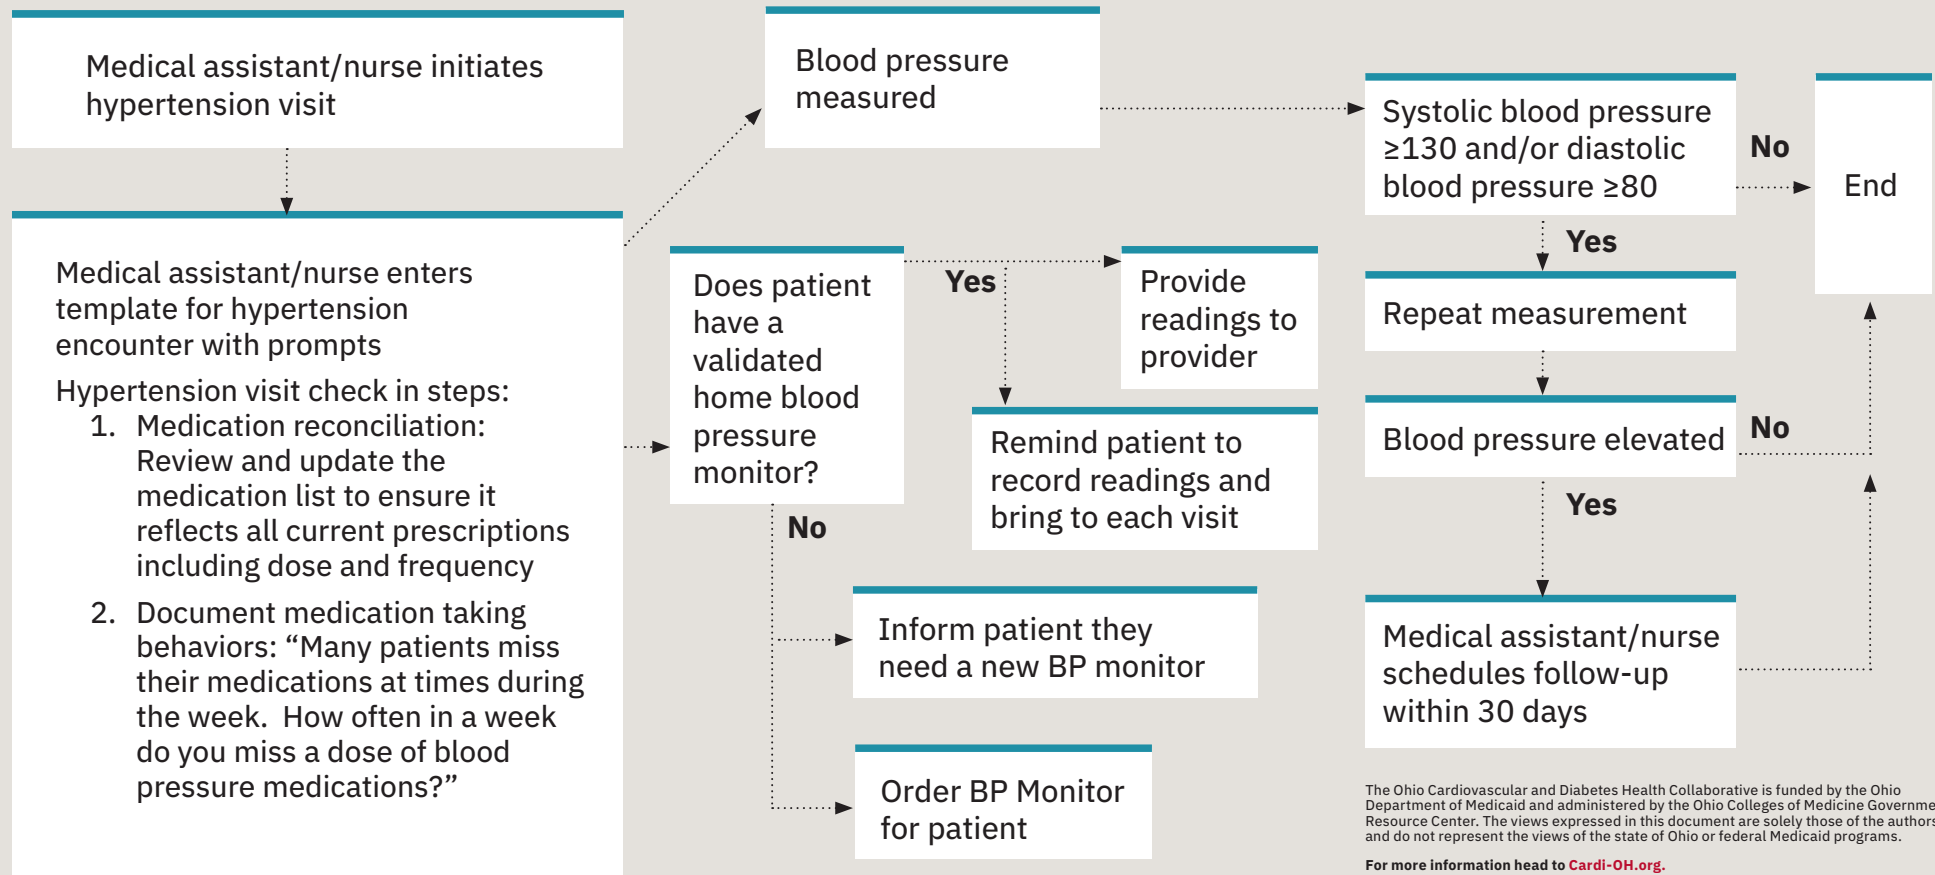 Medical assistant/nurse initiates
hypertension visit
Medical assistant/nurse enters
template for hypertension
encounter with prompts
Hypertension visit check in steps:
1. Medication reconciliation:
Review and update the
medication list to ensure it
reflects all current prescriptions
including dose and frequency
2. Document medication taking
behaviors: “Many patients miss
their medications at times during
the week. How often in a week
do you miss a dose of blood
pressure medications?”
Blood pressure
measured
Does patient
have a
validated
home blood
pressure
monitor?
Yes
Provide
readings to
provider
Remind patient to
record readings and
bring to each visit
No
Inform patient they
need a new BP monitor
Order BP Monitor
for patient
Systolic blood pressure
≥130 and/or diastolic
blood pressure ≥80
No
End
Yes
Repeat measurement
Blood pressure elevated
No
Yes
Medical assistant/nurse
schedules follow-up
within 30 days
The Ohio Cardiovascular and Diabetes Health Collaborative is funded by the Ohio
Department of Medicaid and administered by the Ohio Colleges of Medicine Governme
Resource Center. The views expressed in this document are solely those of the authors
and do not represent the views of the state of Ohio or federal Medicaid programs.
For more information head to Cardi-OH.org.